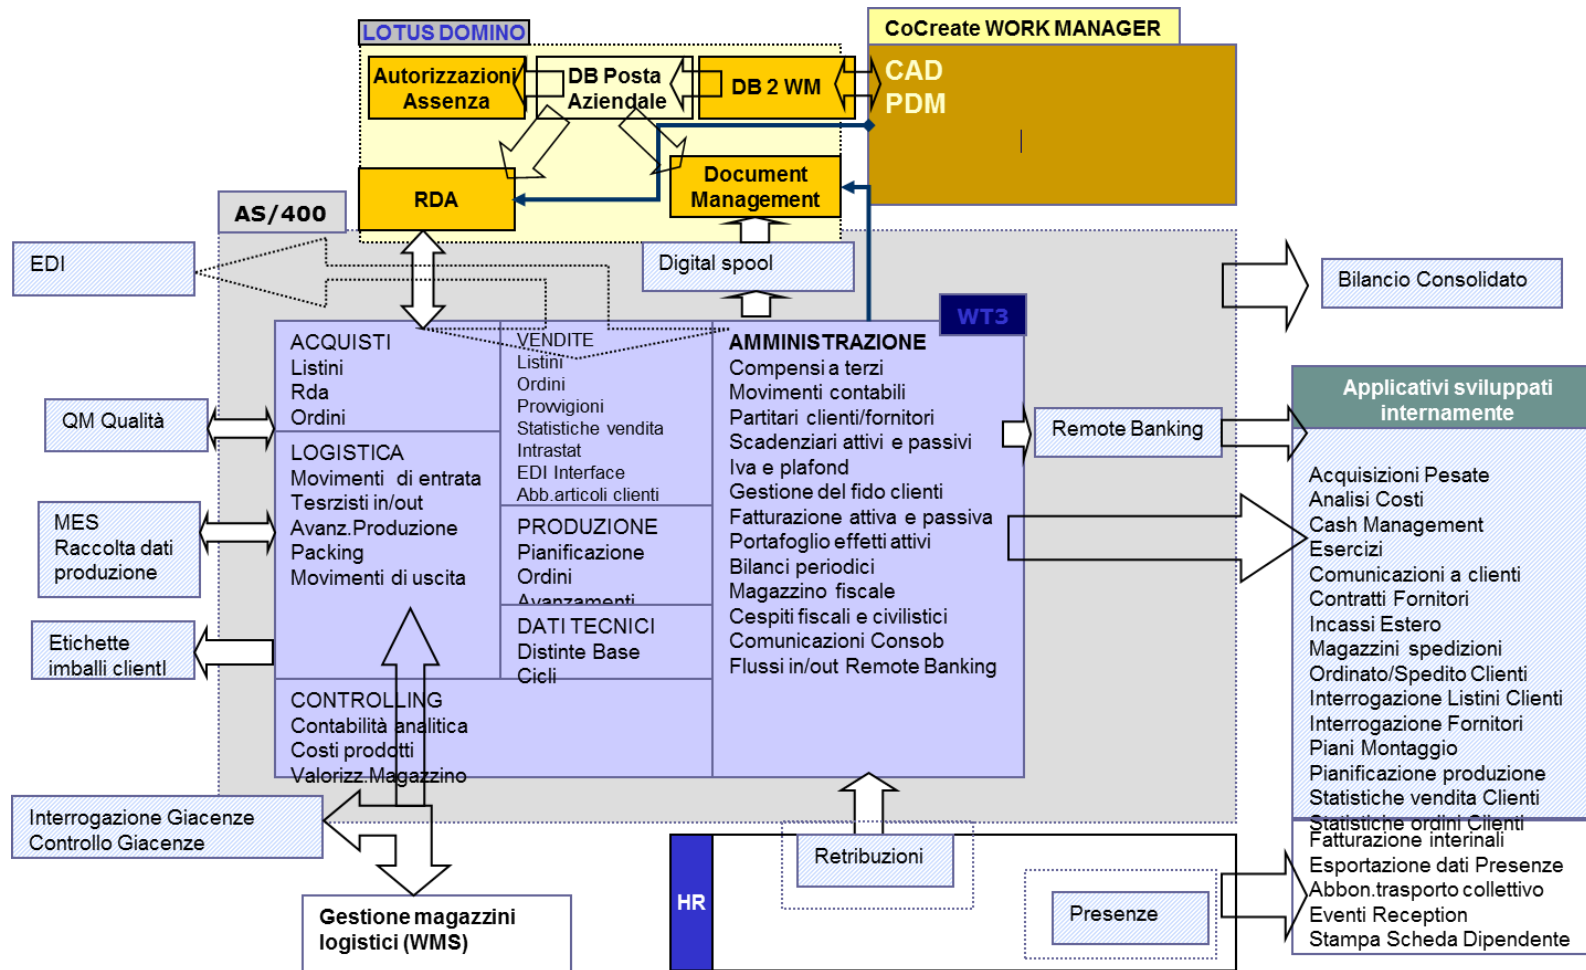 LOTUS DOMINO
CoCreate WORK MANAGER
Autorizzazioni
Assenza
DB Posta
Aziendale
DB 2 WM
CAD
PDM
RDA
Document
Management
AS/400
EDI
Digital spool
Bilancio Consolidato
WT3
ACQUISTI
Listini
Rda
Ordini
VENDITE
Listini
Ordini
Provvigioni
Statistiche vendita
Intrastat
EDI Interface
Abb.articoli clienti
AMMINISTRAZIONE
Compensi a terzi
Movimenti contabili
Partitari clienti/fornitori
Scadenziari attivi e passivi
Iva e plafond
Gestione del fido clienti
Fatturazione attiva e passiva
Portafoglio effetti attivi
Bilanci periodici
Magazzino fiscale
Cespiti fiscali e civilistici
Comunicazioni Consob
Flussi in/out Remote Banking
QM Qualità
LOGISTICA
Movimenti di entrata
Tesrzisti in/out
Avanz.Produzione
Packing
Movimenti di uscita
MES
Raccolta dati
produzione
PRODUZIONE
Pianificazione
Ordini
Avanzamenti
DATI TECNICI
Distinte Base
Cicli
Etichette
imballi clientI
CONTROLLING
Contabilità analitica
Costi prodotti
Valorizz.Magazzino
Remote Banking
Applicativi sviluppati
internamente
Acquisizioni Pesate
Analisi Costi
Cash Management
Esercizi
Comunicazioni a clienti
Contratti Fornitori
Incassi Estero
Magazzini spedizioni
Ordinato/Spedito Clienti
Interrogazione Listini Clienti
Interrogazione Fornitori
Piani Montaggio
Pianificazione produzione
Statistiche vendita Clienti
Statistiche ordini Clienti
Fatturazione interinali
Esportazione dati Presenze
Abbon.trasporto collettivo
Eventi Reception
Stampa Scheda Dipendente
Interrogazione Giacenze
Controllo Giacenze
Gestione magazzini
logistici (WMS)
HR
Retribuzioni
Presenze